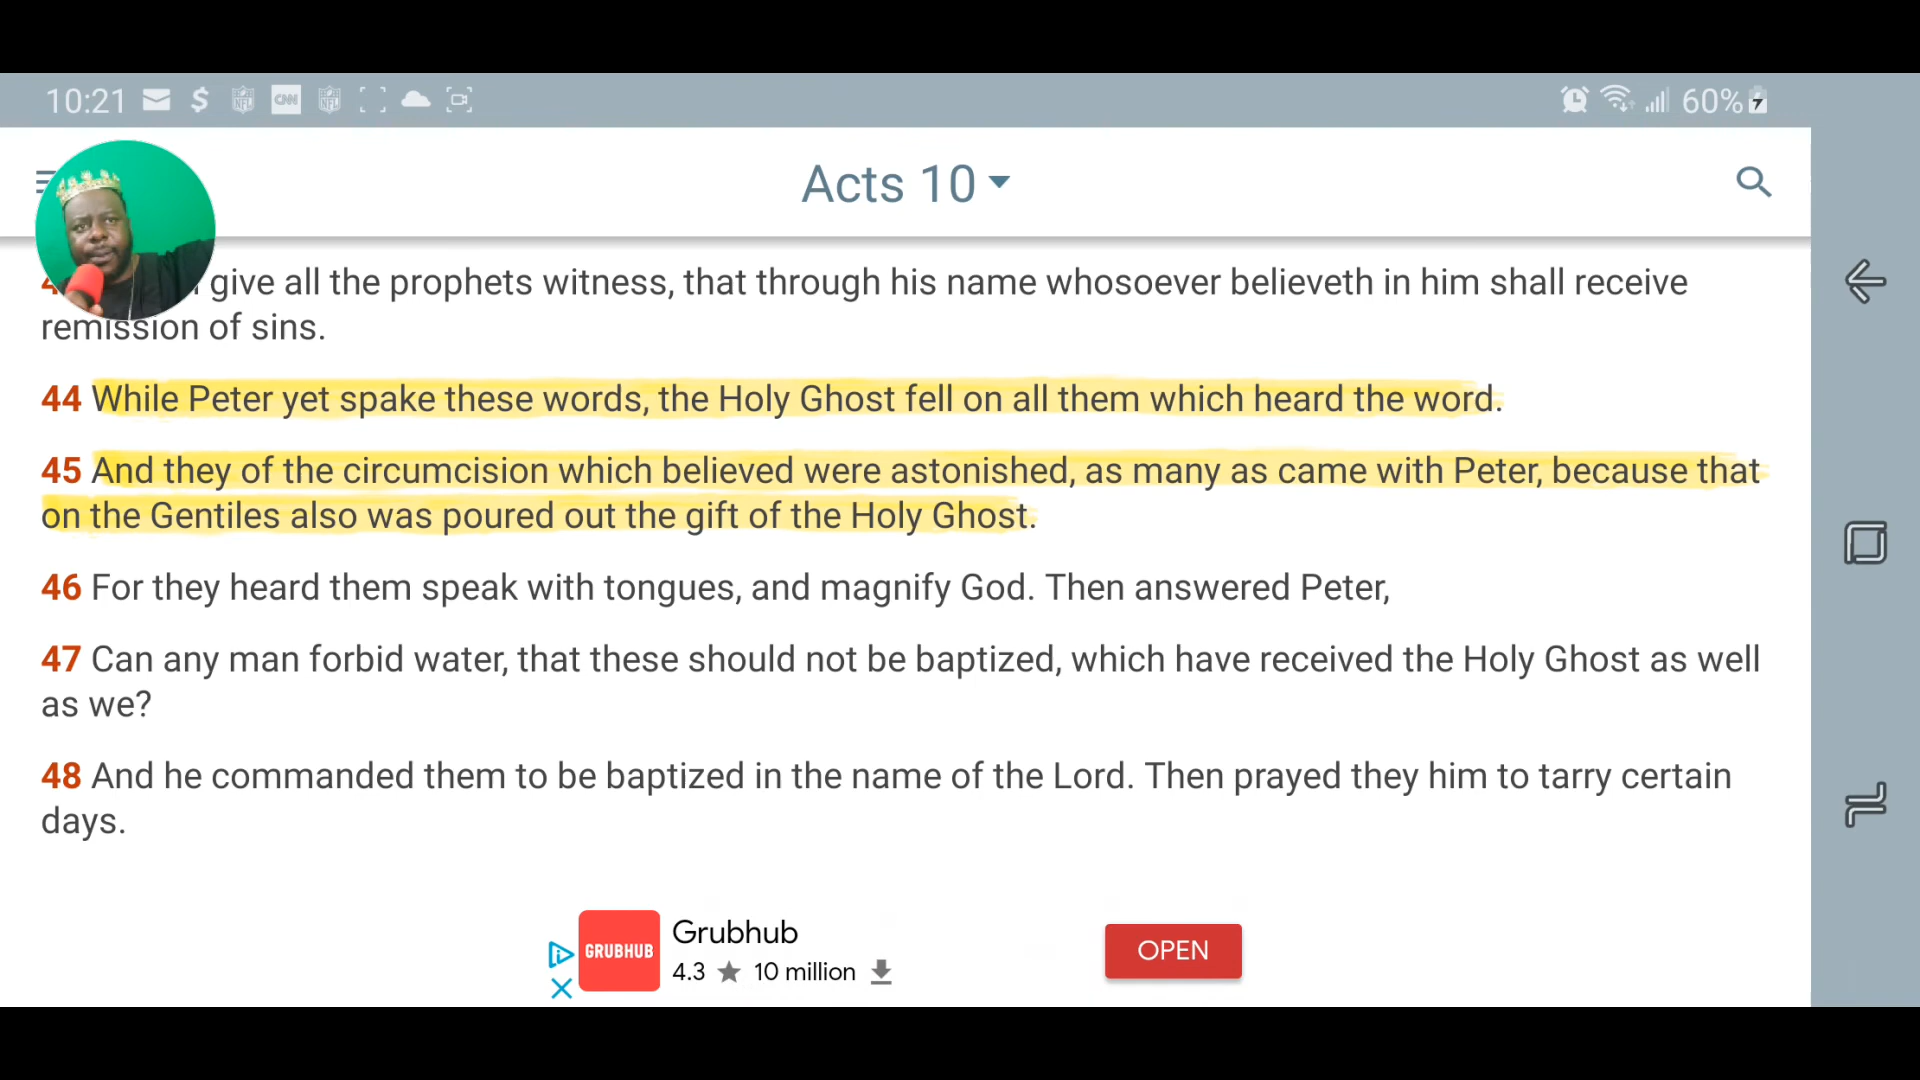 10:21 60%
Acts 10
give all the prophets witness, that through his name whosoever believeth in him shall receive
remission of sins.
44 While Peter yet spake these words, the Holy Ghost fell on all them which heard the word.
45 And they of the circumcision which believed were astonished, as many as came with Peter, because that
on the Gentiles also was poured out the gift of the Holy Ghost.
46 For they heard them speak with tongues, and magnify God. Then answered Peter,
47 Can any man forbid water, that these should not be baptized, which have received the Holy Ghost as well
as we?
48 And he commanded them to be baptized in the name of the Lord. Then prayed they him to tarry certain
days.
GRUBHUB
Grubhub
4.3 ★ 10 million
OPEN